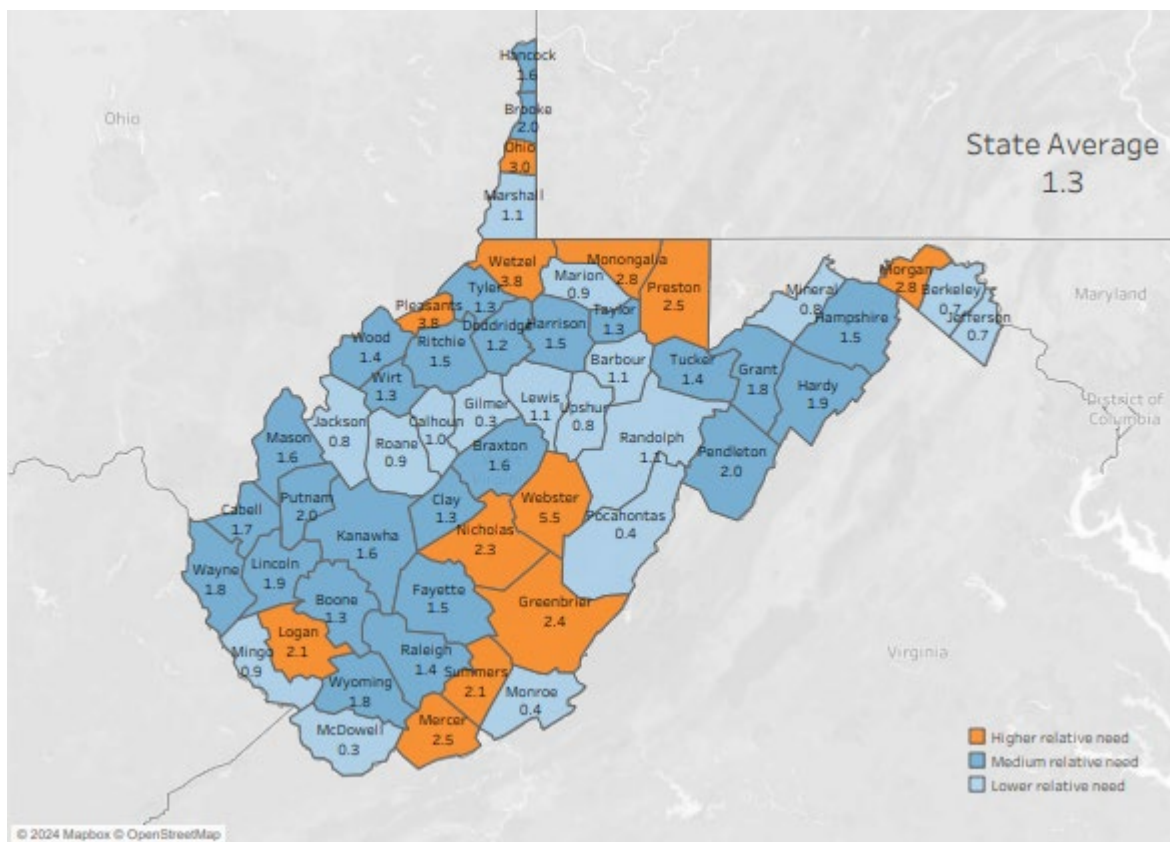 Hancock
1.6
Brooke
2.0
Ohio
Ohio
3.0
State Average
1.3
Marshall
1.1
Wetzel
3.8
Monongalia
2.8
Marion
0.9
Preston
2.5
Morgan
2.8
Berkeley
0.7
Jefferson
0.7
Maryland
Mineral
0.8
Hampshire
1.5
Tyler
1.3
Pleasants
3.8
Doddridge
1.2
Harrison
1.5
Taylor
1.3
Wood
1.4
Ritchie
1.5
Barbour
1.1
Tucker
1.4
Grant
1.8
Hardy
1.9
District of
Columbia
Wirt
1.3
Jackson
0.8
Roane
0.9
Calhoun
1.0
Gilmer
0.3
Lewis
1.1
Upshur
0.8
Randolph
1.1
Pendleton
2.0
Mason
1.6
Braxton
1.6
Putnam
2.0
Cabell
1.7
Kanawha
1.6
Clay
1.3
Webster
5.5
Nicholas
2.3
Pocahontas
0.4
Wayne
1.8
Lincoln
1.9
Boone
1.3
Fayette
1.5
Greenbrier
2.4
Logan
2.1
Mingo
0.9
Raleigh
1.4
Summers
2.1
Virginia
Wyoming
1.8
Monroe
0.4
McDowell
0.3
Mercer
2.5
Higher relative need
Medium relative need
Lower relative need
© 2024 Mapbox © OpenStreetMap